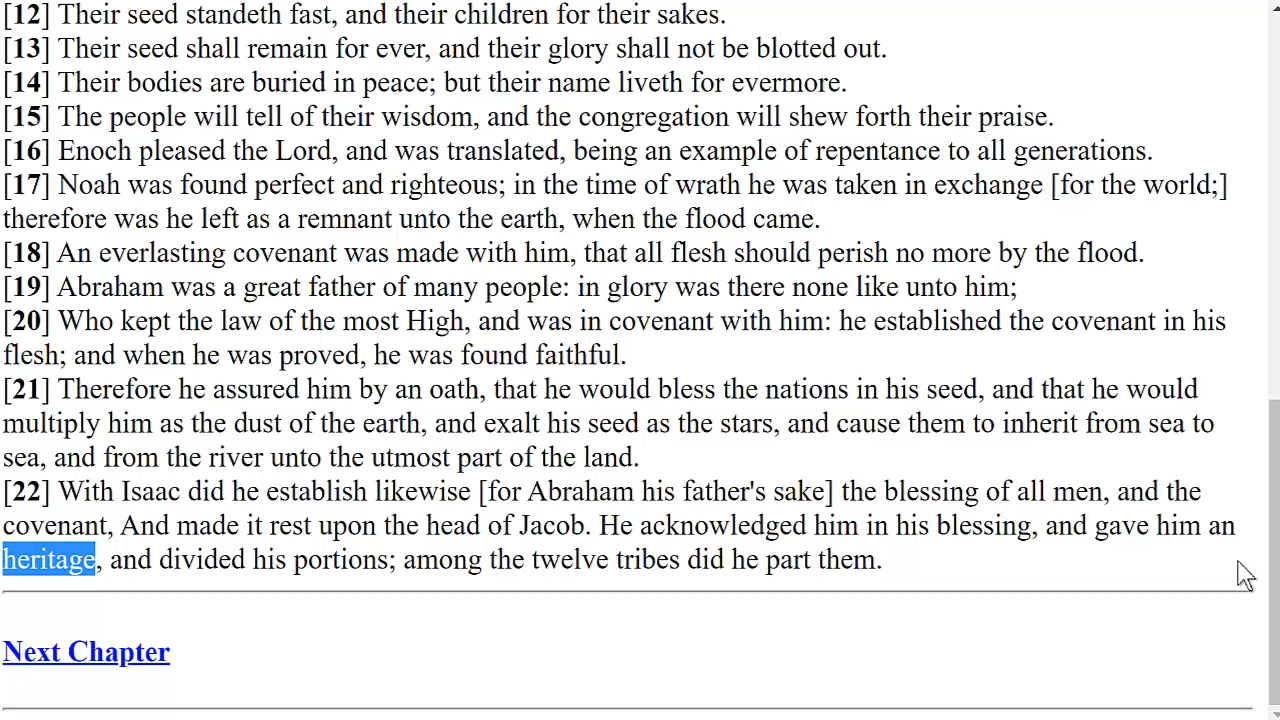 [12] Their seed standeth fast, and their children for their sakes.
[13] Their seed shall remain for ever, and their glory shall not be blotted out.
[14] Their bodies are buried in peace; but their name liveth for evermore.
[15] The people will tell of their wisdom, and the congregation will shew forth their praise.
[16] Enoch pleased the Lord, and was translated, being an example of repentance to all generations.
[17] Noah was found perfect and righteous; in the time of wrath he was taken in exchange [for the world;]
therefore was he left as a remnant unto the earth, when the flood came.
[18] An everlasting covenant was made with him, that all flesh should perish no more by the flood.
[19] Abraham was a great father of many people: in glory was there none like unto him;
[20] Who kept the law of the most High, and was in covenant with him: he established the covenant in his
flesh; and when he was proved, he was found faithful.
[21] Therefore he assured him by an oath, that he would bless the nations in his seed, and that he would
multiply him as the dust of the earth, and exalt his seed as the stars, and cause them to inherit from sea to
sea, and from the river unto the utmost part of the land.
[22] With Isaac did he establish likewise [for Abraham his father's sake] the blessing of all men, and the
covenant, And made it rest upon the head of Jacob. He acknowledged him in his blessing, and gave him an
heritage, and divided his portions; among the twelve tribes did he part them.
Next Chapter